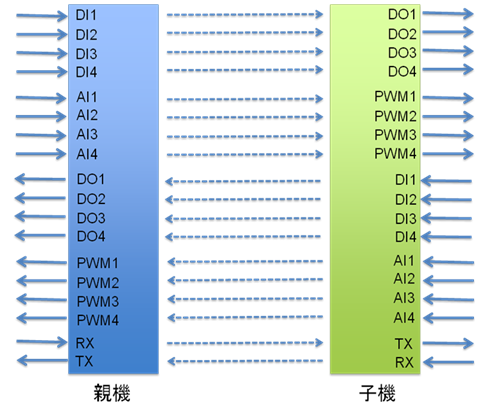 DI1
DI2
DI3
DI4
AI1
AI2
AI3
AI4
DO1
DO2
DO3
DO4
PWM1
PWM2
PWM3
PWM4
RX
TX
親機
DO1
DO2
DO3
DO4
PWM1
PWM2
PWM3
PWM4
DI1
DI2
DI3
DI4
AI1
AI2
AI3
AI4
TX
RX
子機